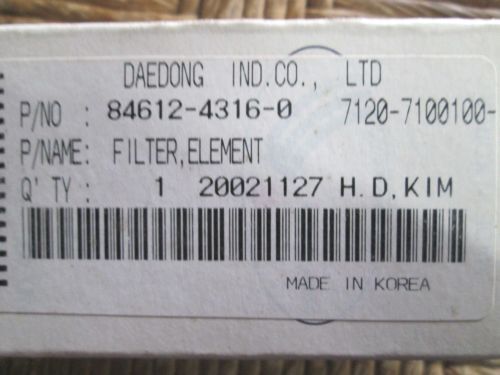 DAEDONG IND.CO., LTD
P/NO : 84612-4316-0 7120-7100100-
P/NAME: FILTER,ELEMENT
Q'TY : 1 20021127 H.D,KIM
MADE IN KOREA